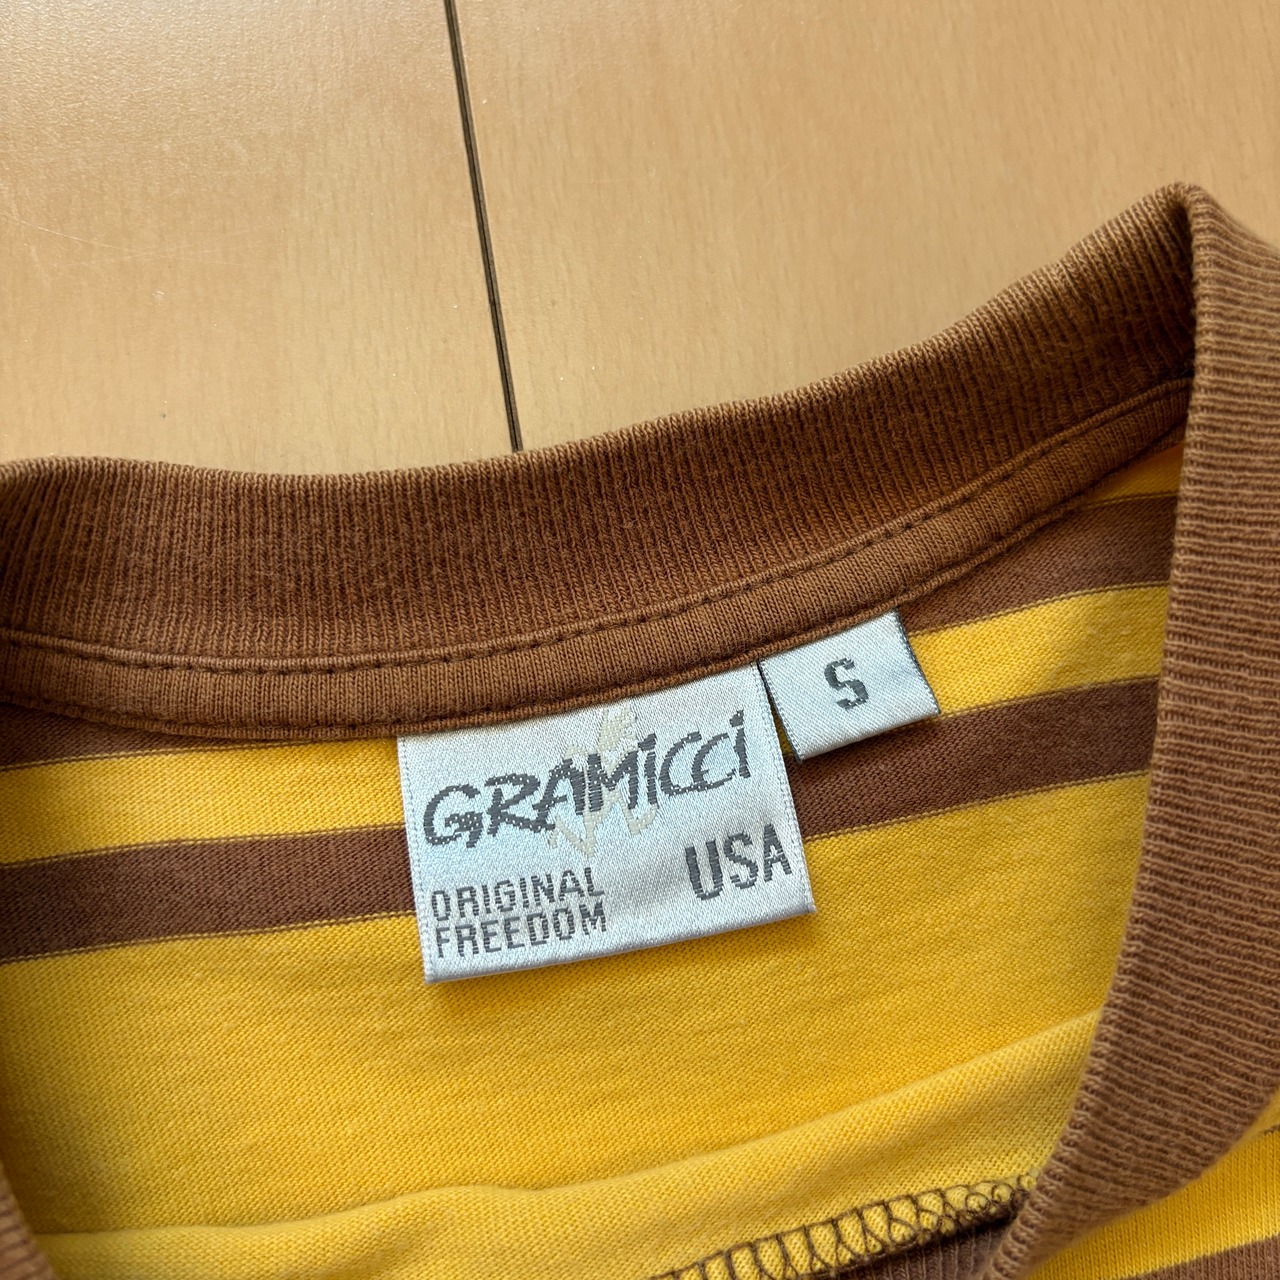 GRAMiCCi
USA
ORIGINAL
FREEDOM
S